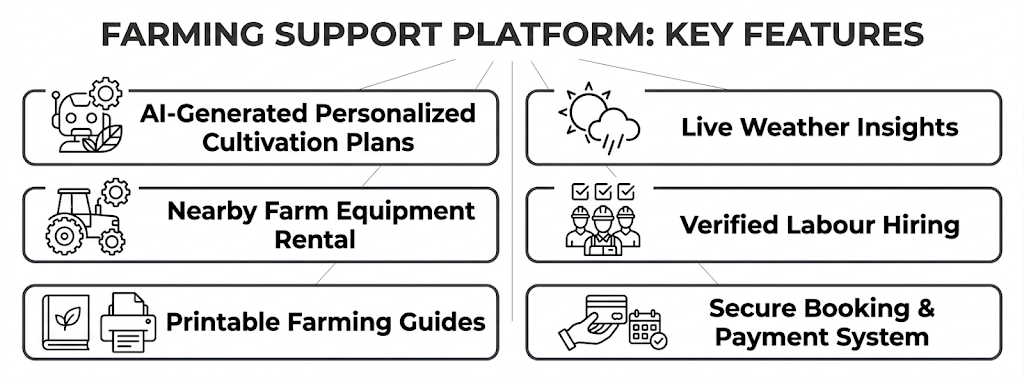 FARMING SUPPORT PLATFORM: KEY FEATURES
AI-Generated Personalized
Cultivation Plans
Live Weather Insights
Nearby Farm Equipment
Rental
Verified Labour Hiring
Printable Farming Guides
Secure Booking &
Payment System